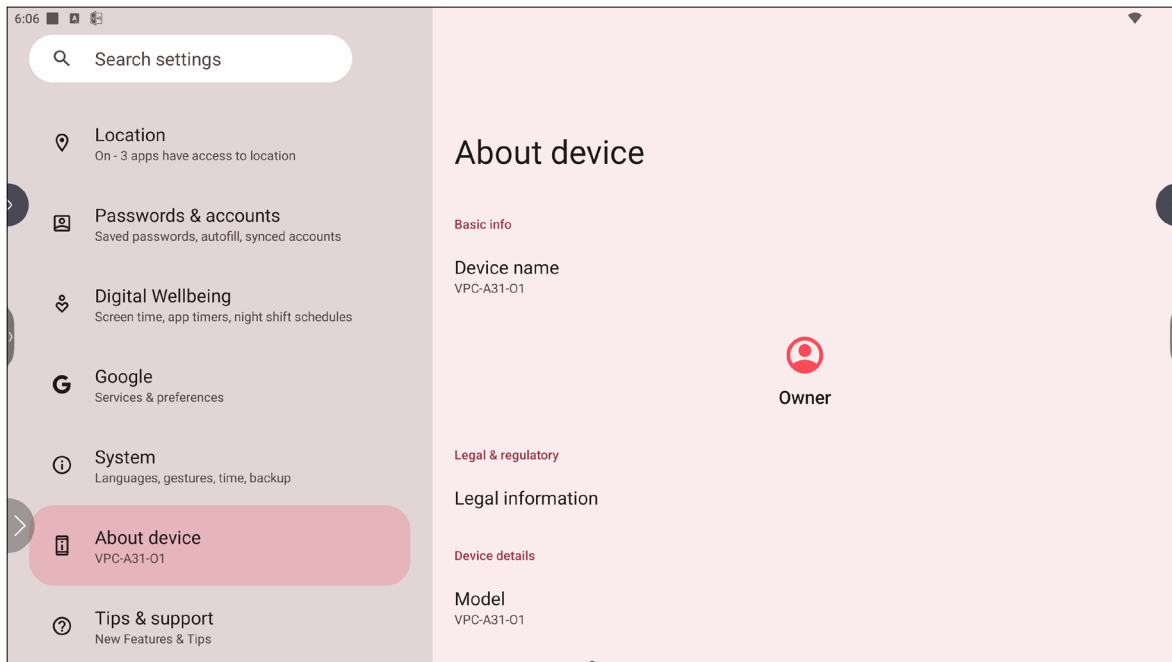 6:06
Search settings
Location
On - 3 apps have access to location
Passwords & accounts
Saved passwords, autofill, synced accounts
Digital Wellbeing
Screen time, app timers, night shift schedules
Google
Services & preferences
System
Languages, gestures, time, backup
About device
VPC-A31-O1
Tips & support
New Features & Tips
About device
Basic info
Device name
VPC-A31-O1
Owner
Legal & regulatory
Legal information
Device details
Model
VPC-A31-O1